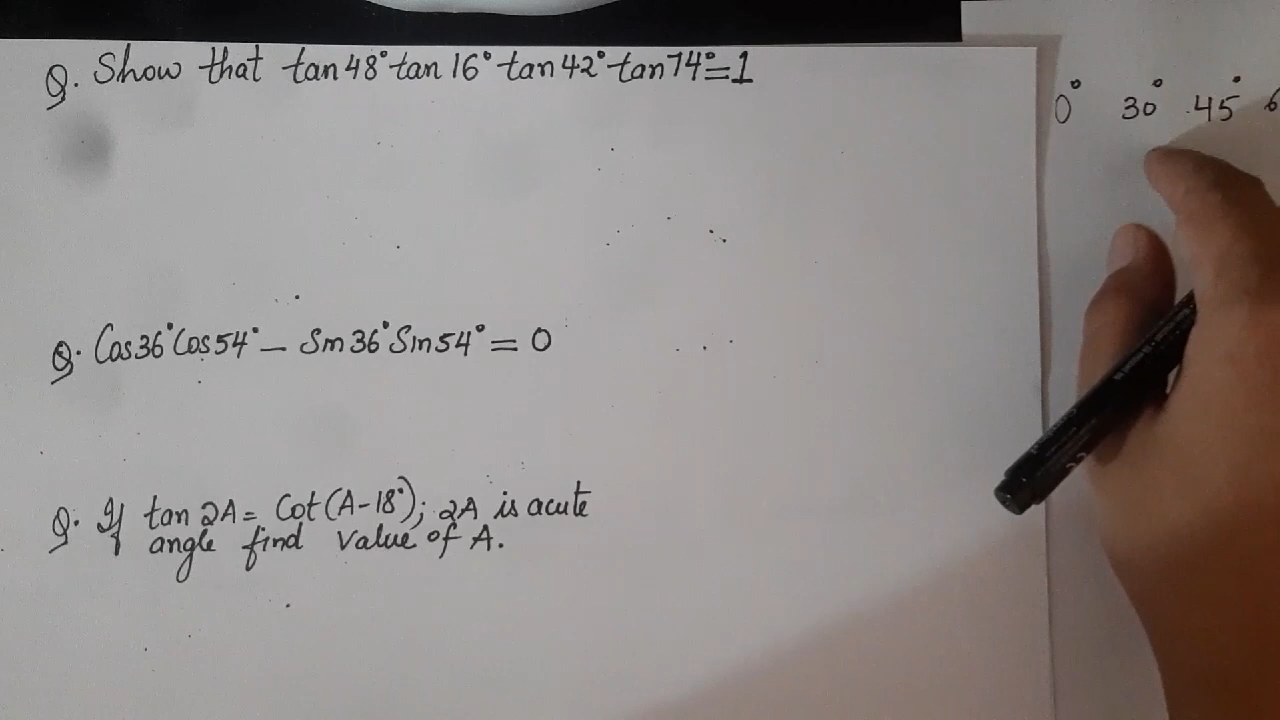 Q. Show that tan 48° tan 16° tan 42° tan 74° = 1
0° 30° 45° 6
Q. Cos 36° Cos 54° - Sin 36° Sin 54° = 0
Q. If tan 2A = Cot (A-18°); 2A is acute
angle find value of A.